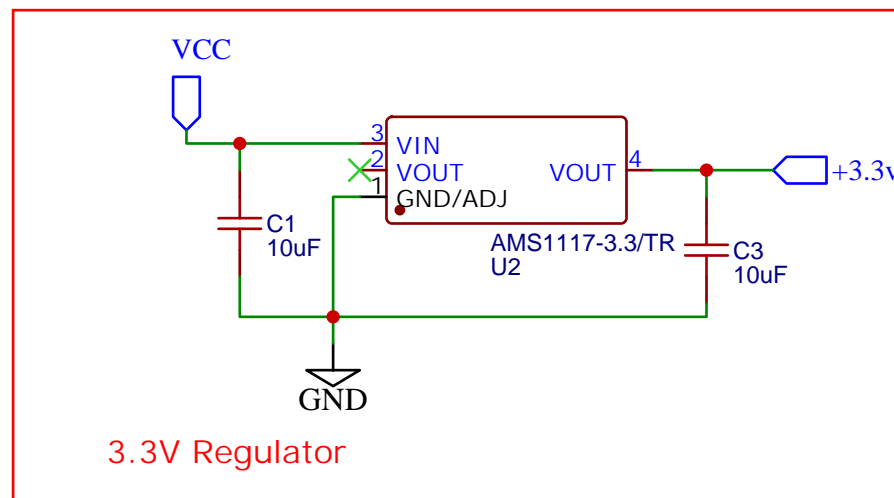 VCC
3 VIN
2 VOUT
1 GND/ADJ
VOUT 4
+3.3v
C1
10uF
AMS1117-3.3/TR
U2
C3
10uF
GND
3.3V Regulator